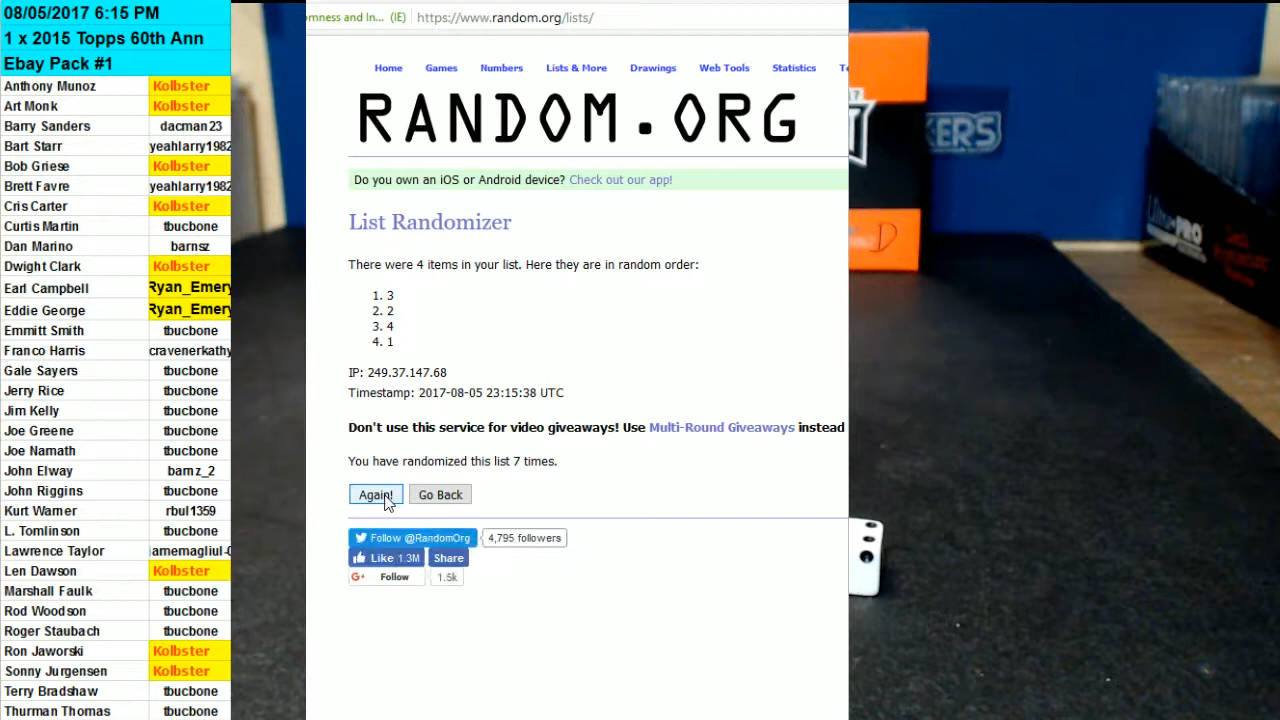 08/05/2017 6:15 PM
1 x 2015 Topps 60th Ann
Ebay Pack #1
Anthony Munoz Kolbster
Art Monk Kolbster
Barry Sanders dacman23
Bart Starr yeahlarry1982
Bob Griese Kolbster
Brett Favre yeahlarry1982
Cris Carter Kolbster
Curtis Martin tbucbone
Dan Marino barnsz
Dwight Clark Kolbster
Earl Campbell Ryan_Emery
Eddie George Ryan_Emery
Emmitt Smith tbucbone
Franco Harris cravenerkathy
Gale Sayers tbucbone
Jerry Rice tbucbone
Jim Kelly tbucbone
Joe Greene tbucbone
Joe Namath tbucbone
John Elway barnz_2
John Riggins tbucbone
Kurt Warner rbul1359
L. Tomlinson tbucbone
Lawrence Taylor
Len Dawson Kolbster
Marshall Faulk tbucbone
Rod Woodson tbucbone
Roger Staubach tbucbone
Ron Jaworski Kolbster
Sonny Jurgensen Kolbster
Terry Bradshaw tbucbone
Thurman Thomas tbucbone
omness and In... (IE) https://www.random.org/lists/
Home Games Numbers Lists & More Drawings Web Tools Statistics Te
RANDOM.ORG
Do you own an iOS or Android device? Check out our app!
List Randomizer
There were 4 items in your list. Here they are in random order:
1. 3
2. 2
3. 4
4. 1
IP: 249.37.147.68
Timestamp: 2017-08-05 23:15:38 UTC
Don't use this service for video giveaways! Use Multi-Round Giveaways instead
You have randomized this list 7 times.
Again! Go Back
Follow @RandomOrg 4,795 followers
Like 1.3M Share
G+ Follow 1.5k
KERS
Ultra·PRO
D